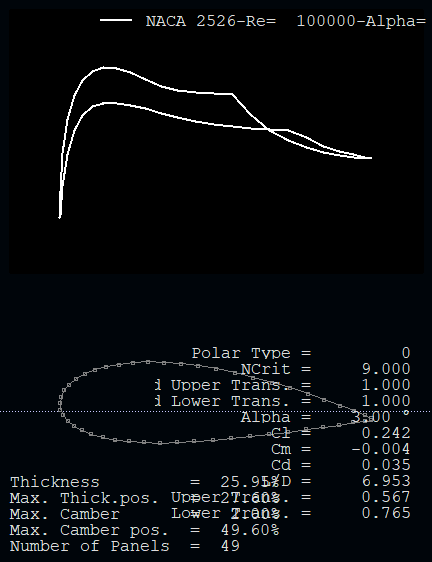 NACA 2526-Re=  100000-Alpha=
Polar Type =         0
NCrit =     9.000
d Upper Trans. =     1.000
d Lower Trans. =     1.000
Alpha =     3.00 °
Cl =     0.242
Cm =    -0.004
Cd =     0.035
L/D =     6.953
Upper Trans. =     0.567
Lower Trans. =     0.765
Thickness         =  25.95%
Max. Thick.pos.   =  27.60%
Max. Camber       =  2.00%
Max. Camber pos.  =  49.60%
Number of Panels  =  49